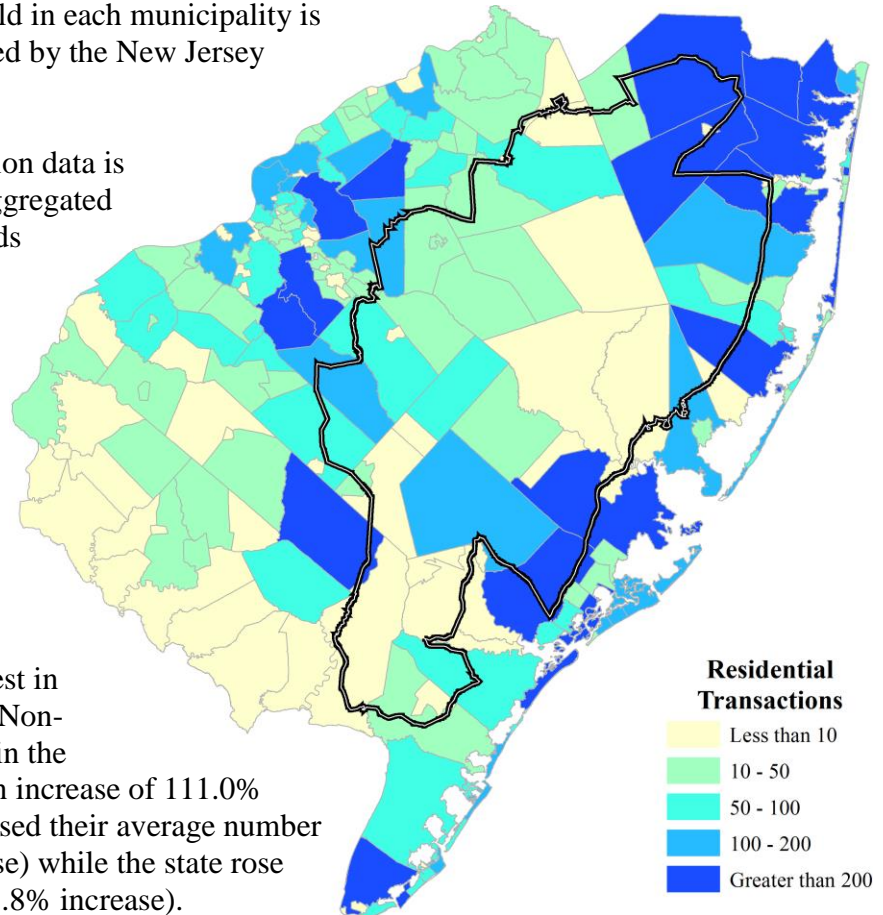 ld in each municipality is
ed by the New Jersey
ion data is
ggregated
ds
est in
Non-
in the
n increase of 111.0%
sed their average number
se) while the state rose
.8% increase).
Residential
Transactions
Less than 10
10 - 50
50 - 100
100 - 200
Greater than 200